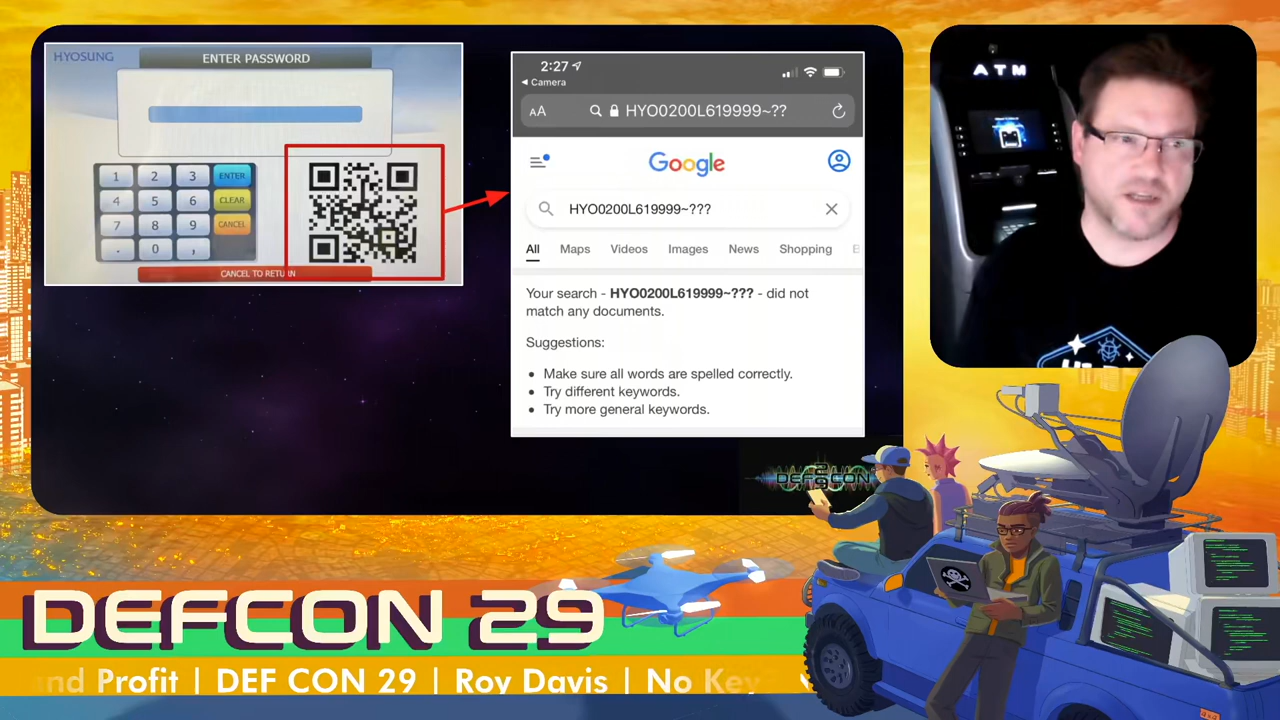 HYOSUNG
ENTER PASSWORD
1 2 3 ENTER
4 5 6 CLEAR
7 8 9 CANCEL
. 0 ,
CANCEL TO RETURN
2:27
Camera
AA HYO0200L619999~??
Google
HYO0200L619999~???
All Maps Videos Images News Shopping
Your search - HYO0200L619999~??? - did not
match any documents.
Suggestions:
Make sure all words are spelled correctly.
Try different keywords.
Try more general keywords.
ATM
DEFCON
DEFCON 29
nd Profit | DEF CON 29 | Roy Davis | No Key